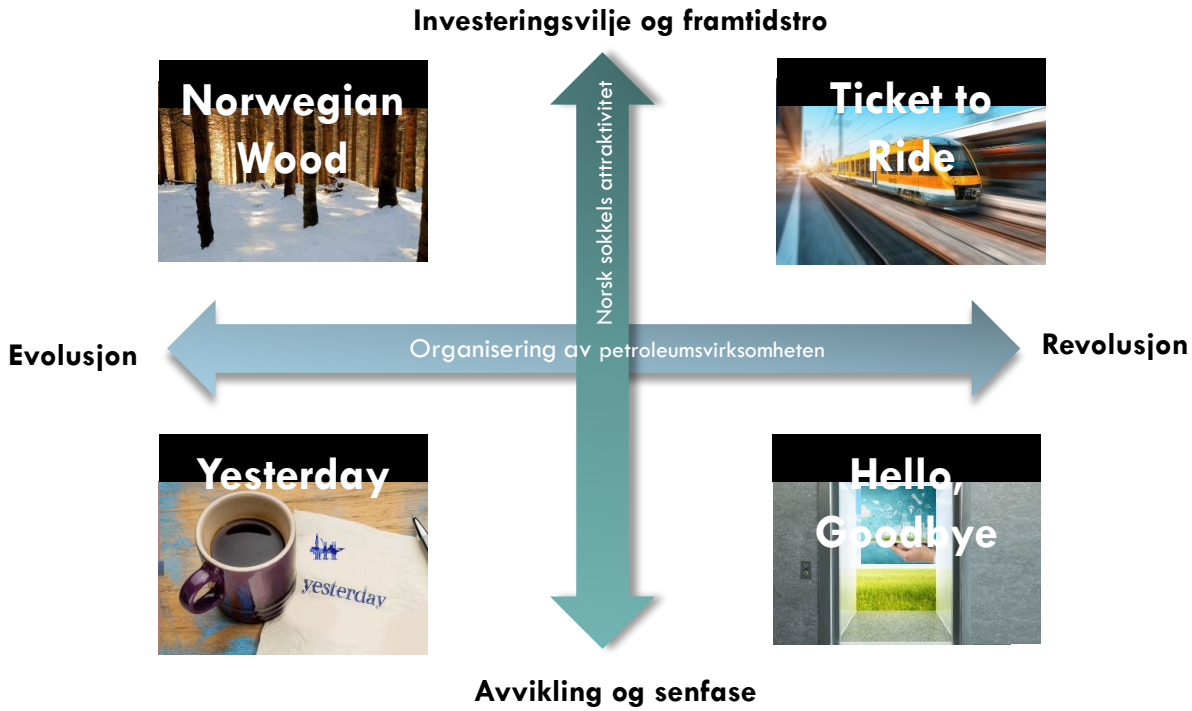 Investeringsvilje og framtidstro
Norwegian
Wood
Norsk sokkels attraktivitet
Ticket to
Ride
Evolusjon
Organisering av petroleumsvirksomheten
Revolusjon
Yesterday
yesterday
Hello,
Goodbye
Avvikling og senfase